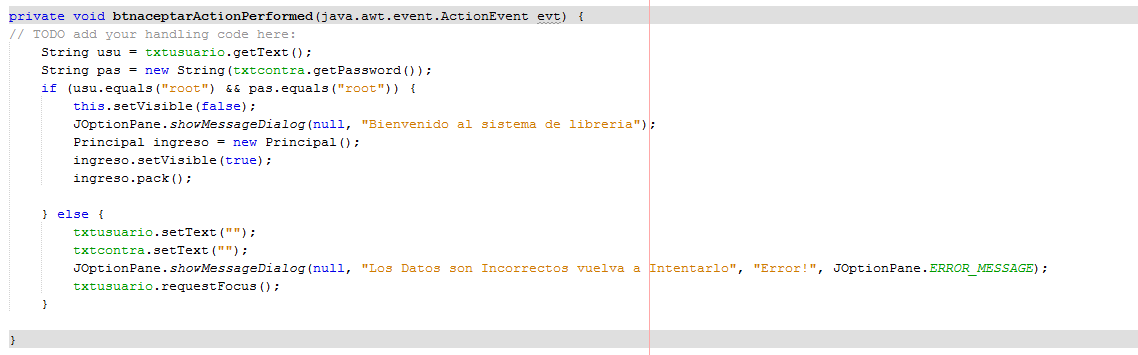 private void btnaceptarActionPerformed(java.awt.event.ActionEvent evt) {
// TODO add your handling code here:
    String usu = txtusuario.getText();
    String pas = new String(txtcontra.getPassword());
    if (usu.equals("root") && pas.equals("root")) {
        this.setVisible(false);
        JOptionPane.showMessageDialog(null, "Bienvenido al sistema de libreria");
        Principal ingreso = new Principal();
        ingreso.setVisible(true);
        ingreso.pack();
    } else {
        txtusuario.setText("");
        txtcontra.setText("");
        JOptionPane.showMessageDialog(null, "Los Datos son Incorrectos vuelva a Intentarlo", "Error!", JOptionPane.ERROR_MESSAGE);
        txtusuario.requestFocus();
    }
}